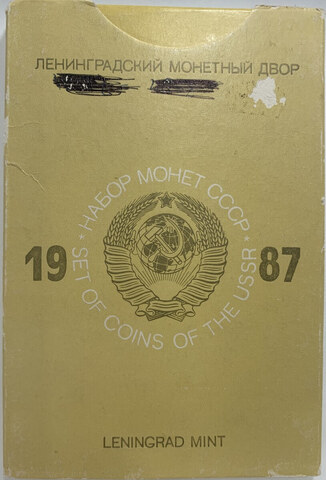 ЛЕНИНГРАДСКИЙ МОНЕТНЫЙ ДВОР
НАБОР МОНЕТ СССР
19 87
SET OF COINS OF THE USSR
LENINGRAD MINT